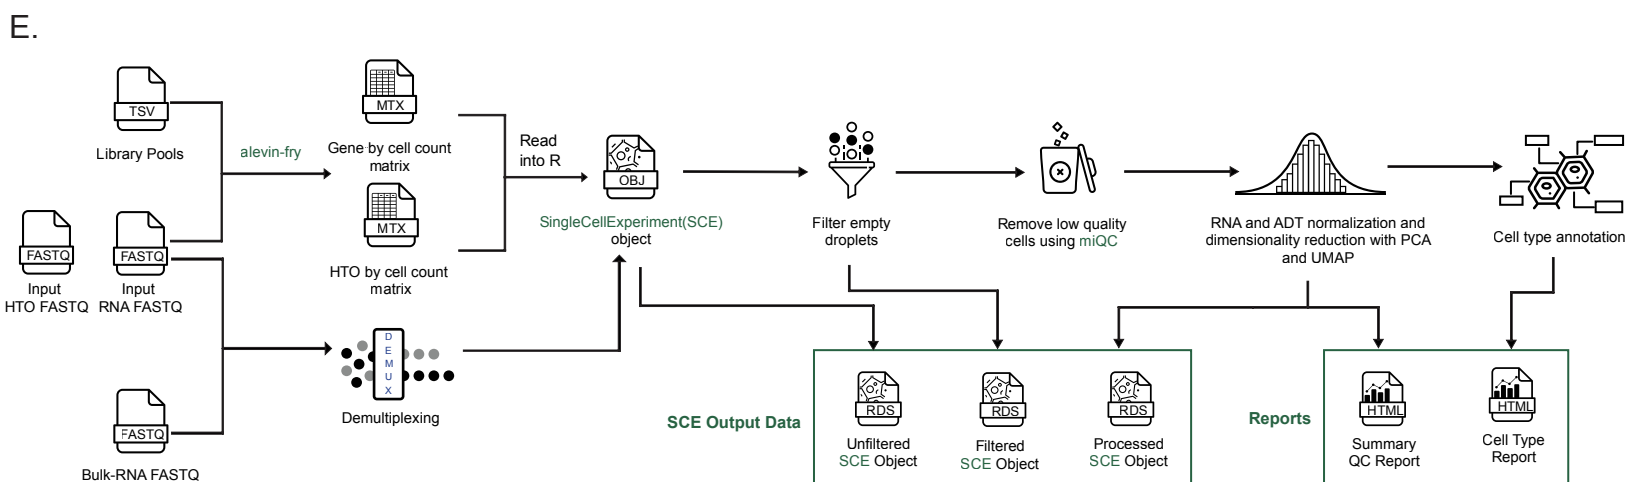 E.
TSV
Library Pools
alevin-fry
MTX
Gene by cell count
matrix
MTX
HTO by cell count
matrix
FASTQ
Input
HTO FASTQ
FASTQ
Input
RNA FASTQ
FASTQ
Bulk-RNA FASTQ
DEMUX
Demultiplexing
Read
into R
OBJ
SingleCellExperiment(SCE)
object
Filter empty
droplets
Remove low quality
cells using miQC
RNA and ADT normalization and
dimensionality reduction with PCA
and UMAP
Cell type annotation
SCE Output Data
RDS
Unfiltered
SCE Object
RDS
Filtered
SCE Object
RDS
Processed
SCE Object
Reports
HTML
Summary
QC Report
HTML
Cell Type
Report